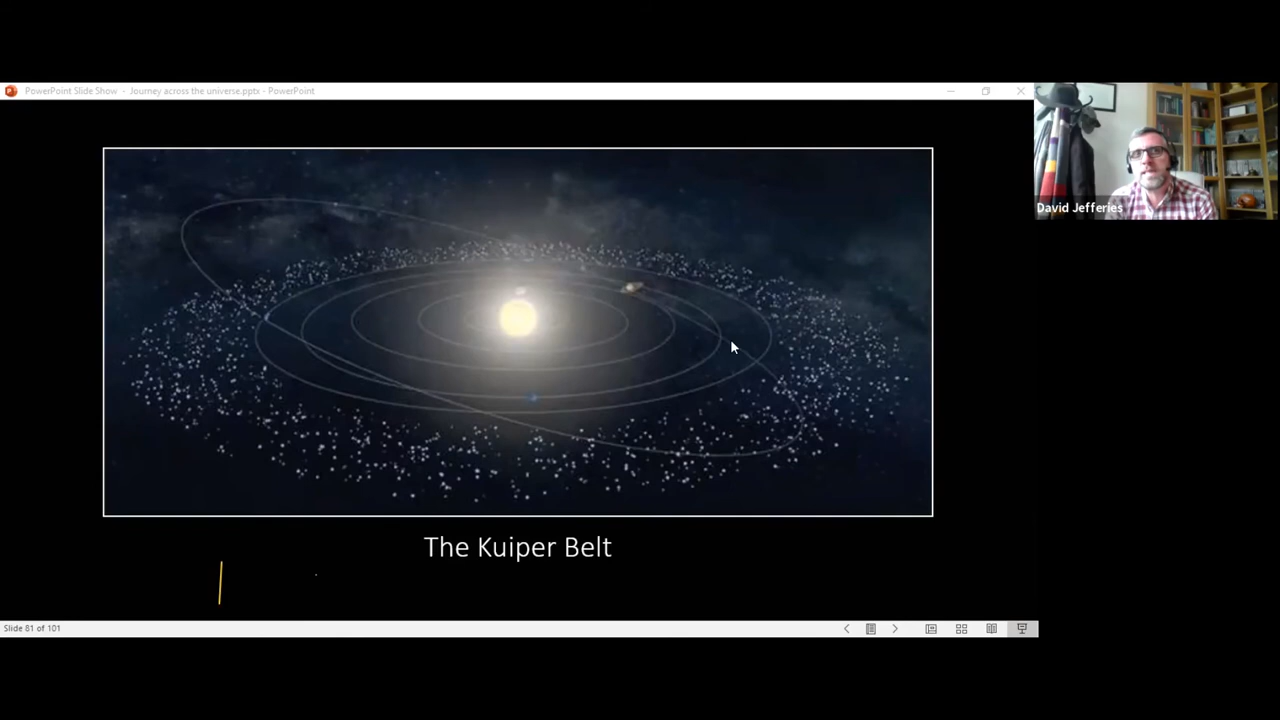 PowerPoint Slide Show - Journey across the universe.pptx - PowerPoint
David Jefferies
The Kuiper Belt
Slide 81 of 101